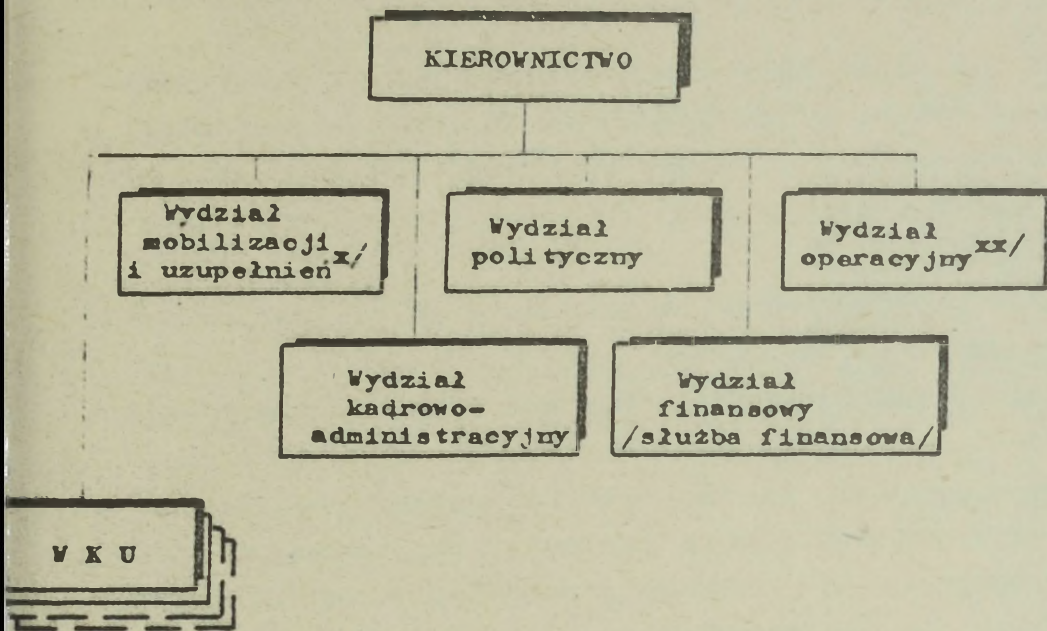 KIEROWNICTWO
Wydział
mobilizacji
i uzupełnień x/
Wydział
polityczny
Wydział
operacyjny xx/
Wydział
kadrowo-
administracyjny
Wydział
finansowy
/służba finansowa/
W K U